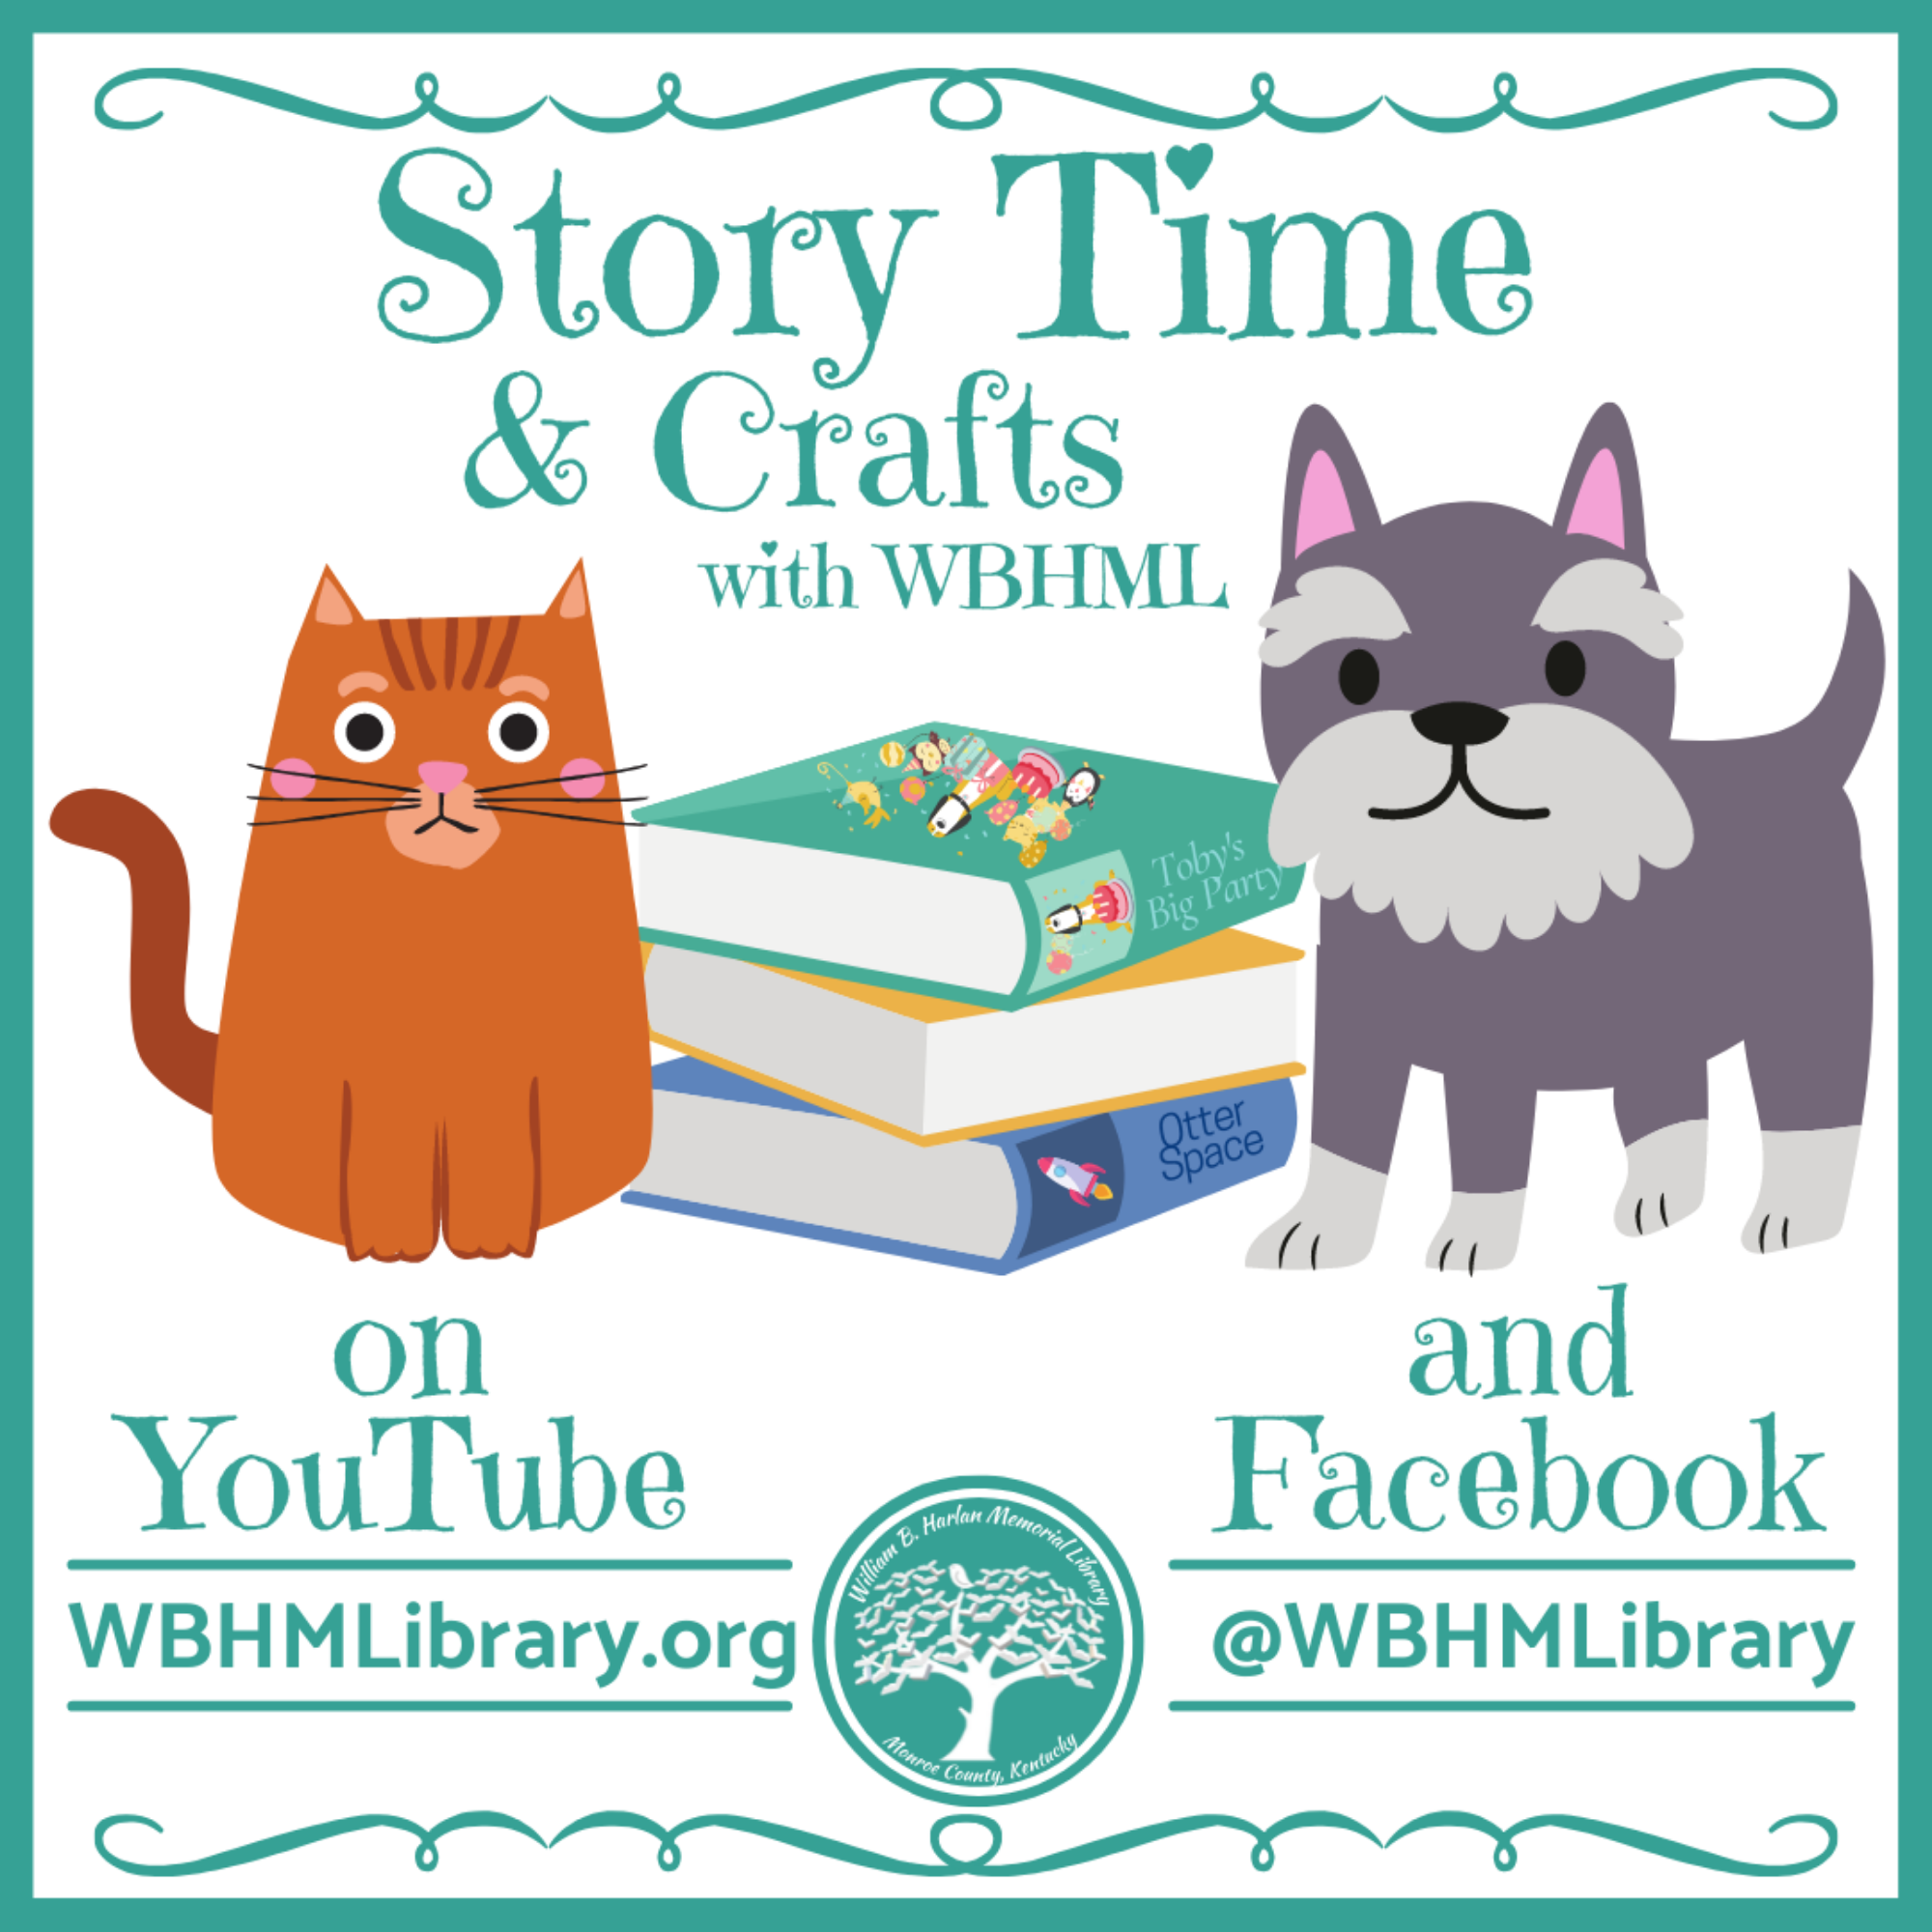 Story Time
& Crafts
with WBHML
Toby's
Big Party
Otter
Space
on
YouTube
and
Facebook
WBHMLibrary.org
William B. Harlan Memorial Library
Monroe County, Kentucky
@WBHMLibrary